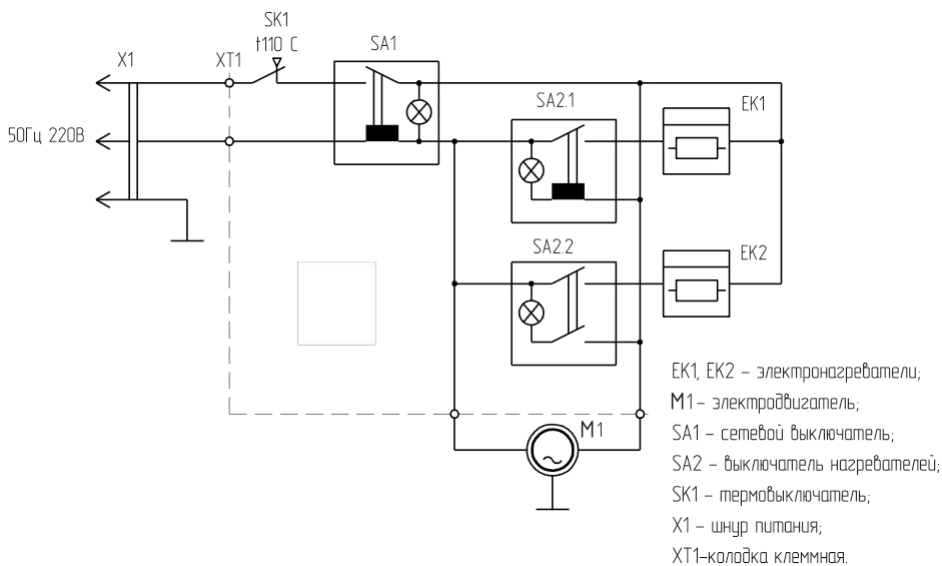 SK1
t110 C
X1
XT1
SA1
50Гц 220В
SA2.1
EK1
SA2.2
EK2
M1
EK1, EK2 – электронагреватели;
M1– электродвигатель;
SA1 – сетевой выключатель;
SA2 – выключатель нагревателей;
SK1 – термовыключатель;
X1 – шнур питания;
XT1–колодка клеммная.